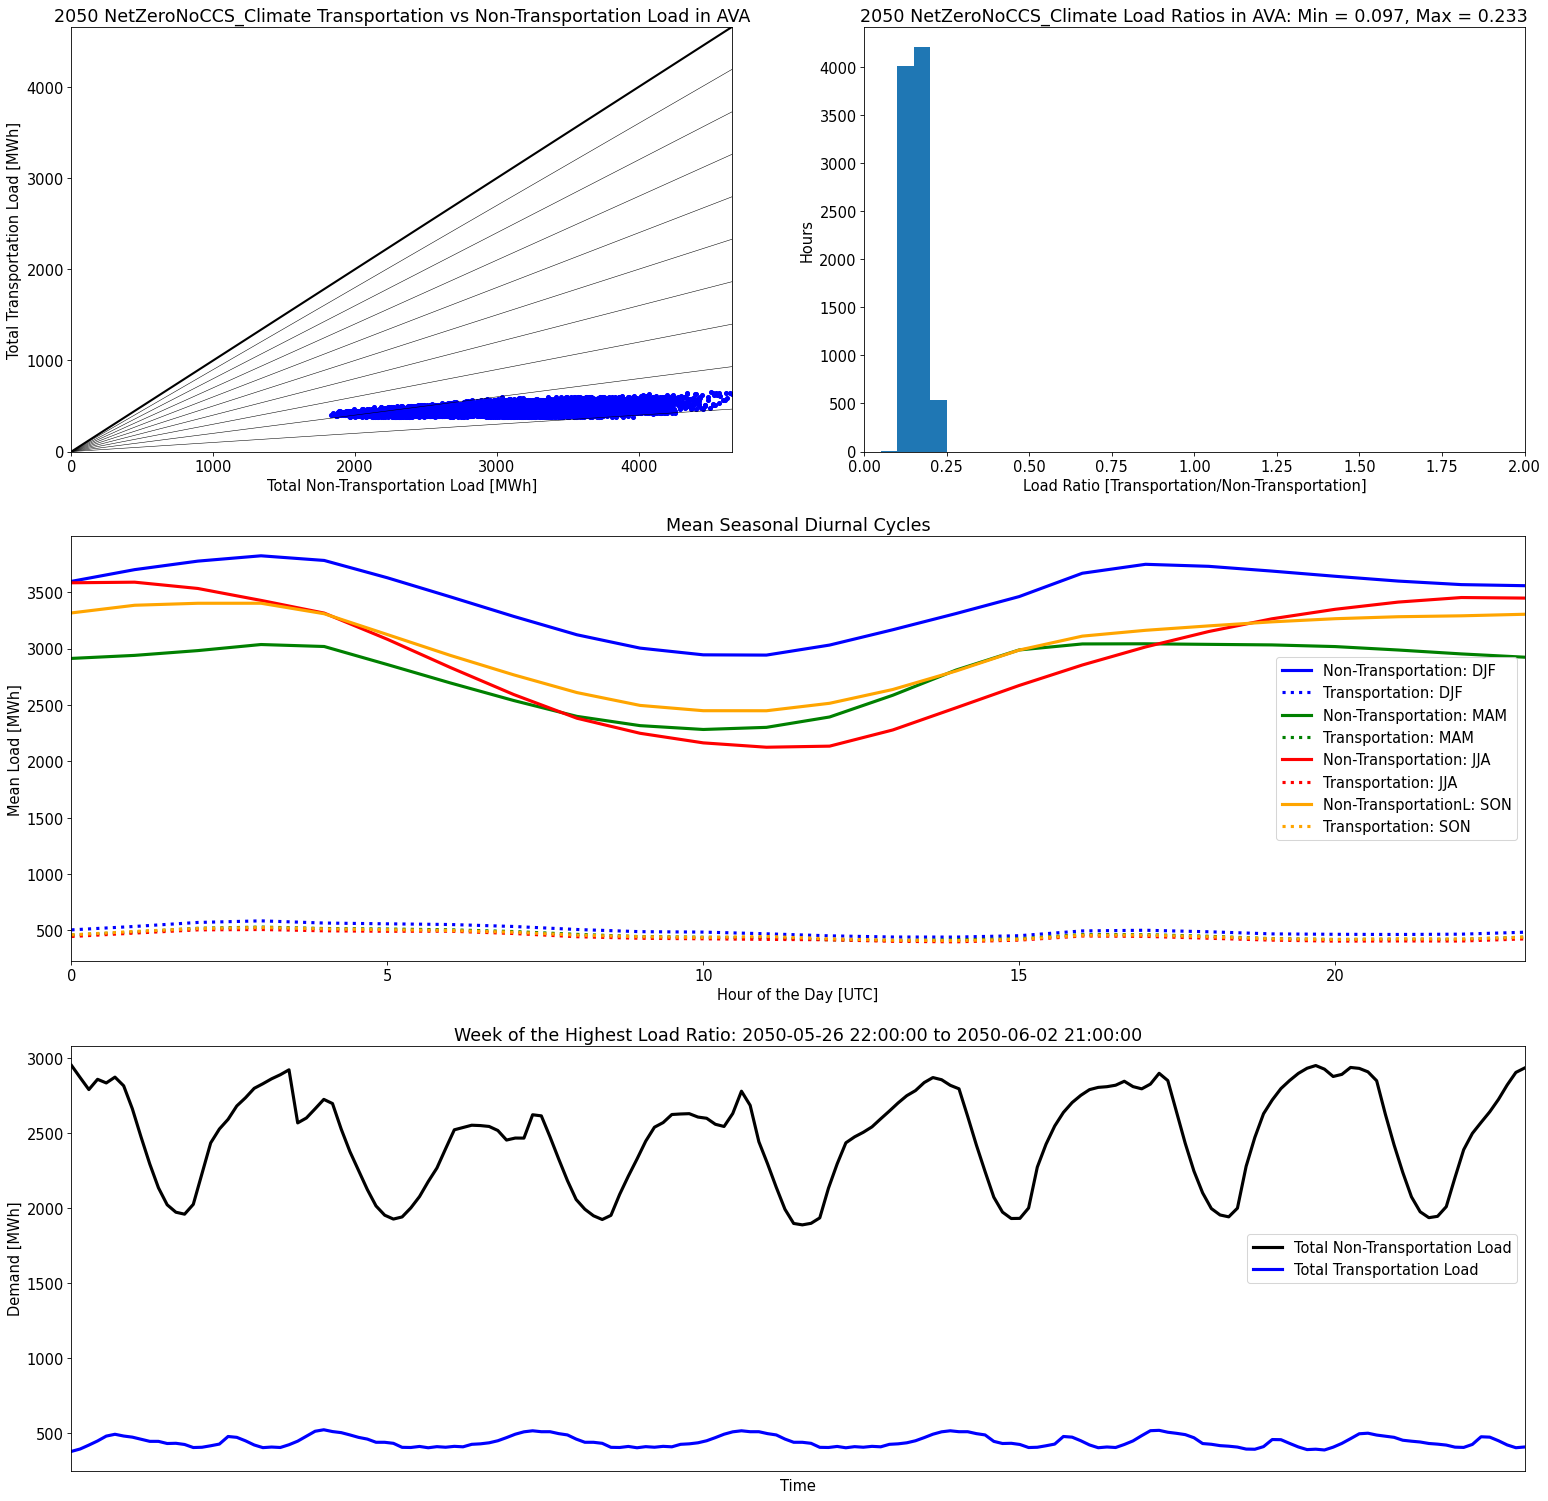 2050 NetZeroNoCCS_Climate Transportation vs Non-Transportation Load in AVA
Total Transportation Load [MWh]
4000
3000
2000
1000
0
0 1000 2000 3000 4000
Total Non-Transportation Load [MWh]
2050 NetZeroNoCCS_Climate Load Ratios in AVA: Min = 0.097, Max = 0.233
Hours
4000
3500
3000
2500
2000
1500
1000
500
0
0.00 0.25 0.50 0.75 1.00 1.25 1.50 1.75 2.00
Load Ratio [Transportation/Non-Transportation]
Mean Seasonal Diurnal Cycles
Mean Load [MWh]
3500
3000
2500
2000
1500
1000
500
Non-Transportation: DJF
Transportation: DJF
Non-Transportation: MAM
Transportation: MAM
Non-Transportation: JJA
Transportation: JJA
Non-TransportationL: SON
Transportation: SON
0 5 10 15 20
Hour of the Day [UTC]
Week of the Highest Load Ratio: 2050-05-26 22:00:00 to 2050-06-02 21:00:00
Demand [MWh]
3000
2500
2000
1500
1000
500
Total Non-Transportation Load
Total Transportation Load
Time